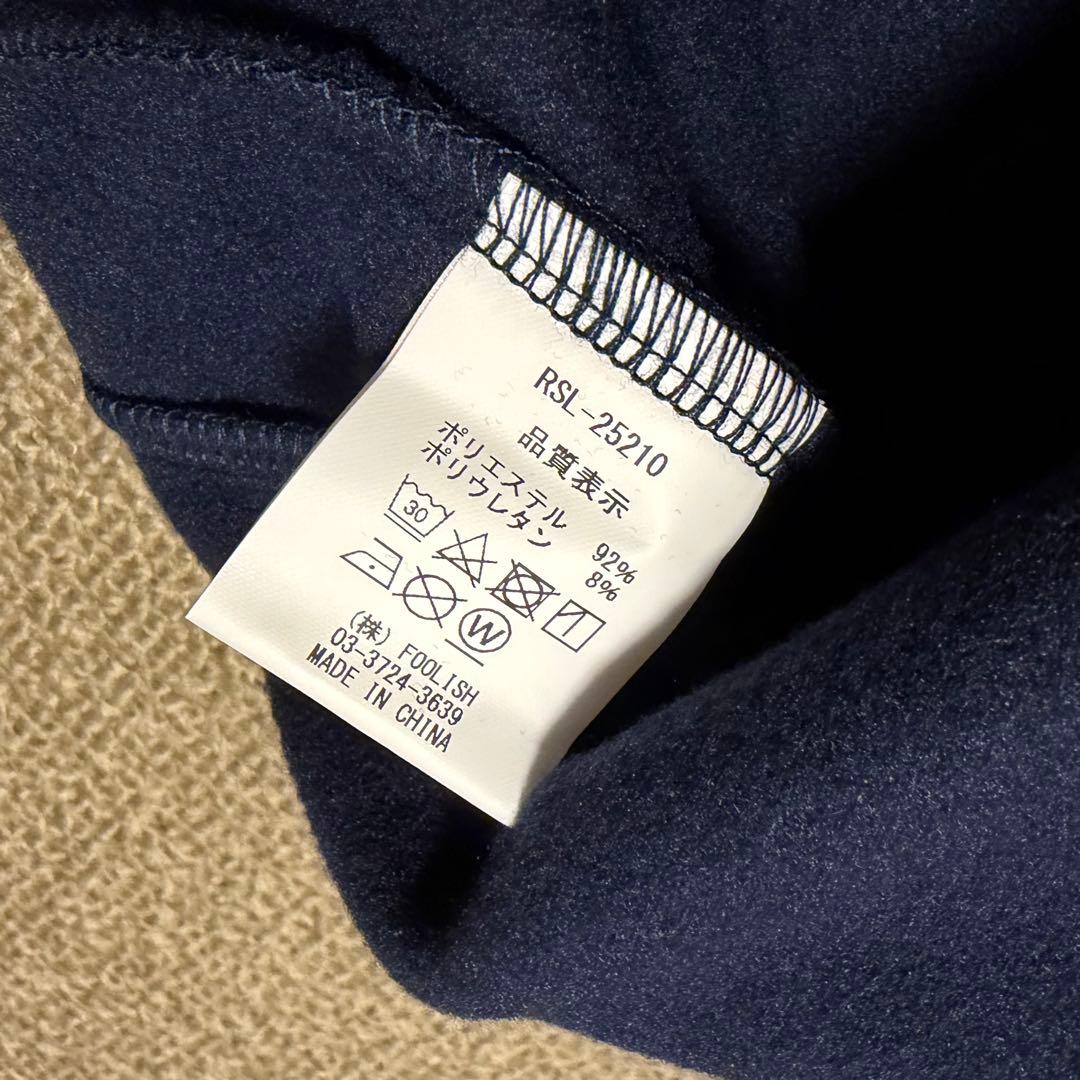 RSL-25210
品質表示
ポリエステル 92%
ポリウレタン 8%
30
W
(株) FOOLISH
03-3724-3639
MADE IN CHINA